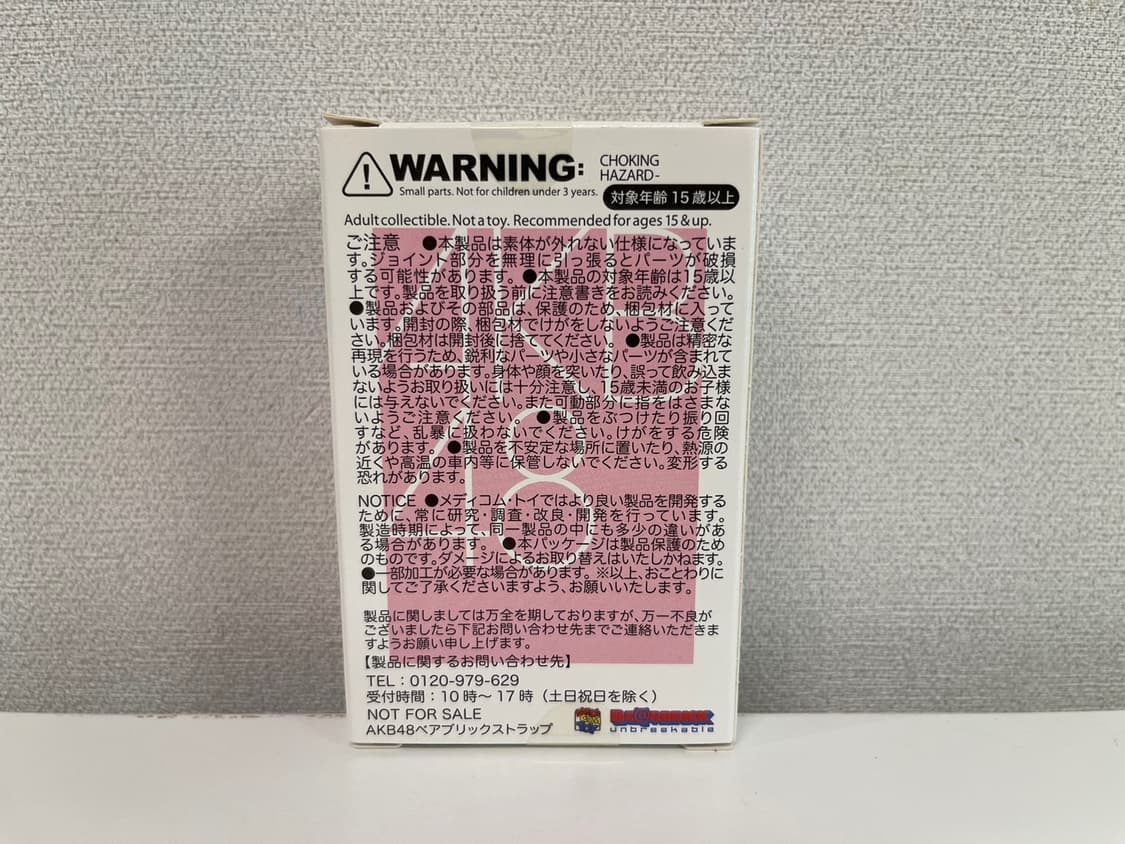 WARNING: CHOKING HAZARD-
Small parts. Not for children under 3 years.
対象年齢 15 歳以上
Adult collectible. Not a toy. Recommended for ages 15 & up.
AKB
48
ご注意 ●本製品は素体が外れない仕様になっていま
す。ジョイント部分を無理に引っ張るとパーツが破損
する可能性があります。●本製品の対象年齢は15歳以
上です。製品を取り扱う前に注意書きをお読みください。
●製品およびその部品は、保護のため、梱包材に入って
います。開封の際、梱包材でけがをしないようご注意くだ
さい。梱包材は開封後に捨ててください。 ●製品は精密な
再現を行うため、鋭利なパーツや小さなパーツが含まれて
いる場合があります。身体や顔を突いたり、誤って飲み込ま
ないようお取り扱いには十分注意し、15歳未満のお子様
には与えないでください。また可動部分に指をはさまな
いようご注意ください。 ●製品をぶつけたり振り回
すなど、乱暴に扱わないでください。けがをする危険
があります。 ●製品を不安定な場所に置いたり、熱源の
近くや高温の車内等に保管しないでください。変形する
恐れがあります。
NOTICE ●メディコム・トイではより良い製品を開発する
ために、常に研究・調査・改良・開発を行っています。
製造時期によって、同一製品の中にも多少の違いがあ
る場合があります。 ●本パッケージは製品保護のため
のものです。ダメージによるお取り替えはいたしかねます。
●一部加工が必要な場合があります。※以上、おことわりに
関してご了承くださいますよう、お願いいたします。
製品に関しましては万全を期しておりますが、万一不良が
ございましたら下記お問い合わせ先までご連絡いただきま
すようお願い申し上げます。
【製品に関するお問い合わせ先】
TEL：0120-979-629
受付時間：10 時～ 17 時（土日祝日を除く）
NOT FOR SALE
AKB48ベアブリックストラップ
BE@RBRICK
unbreakable